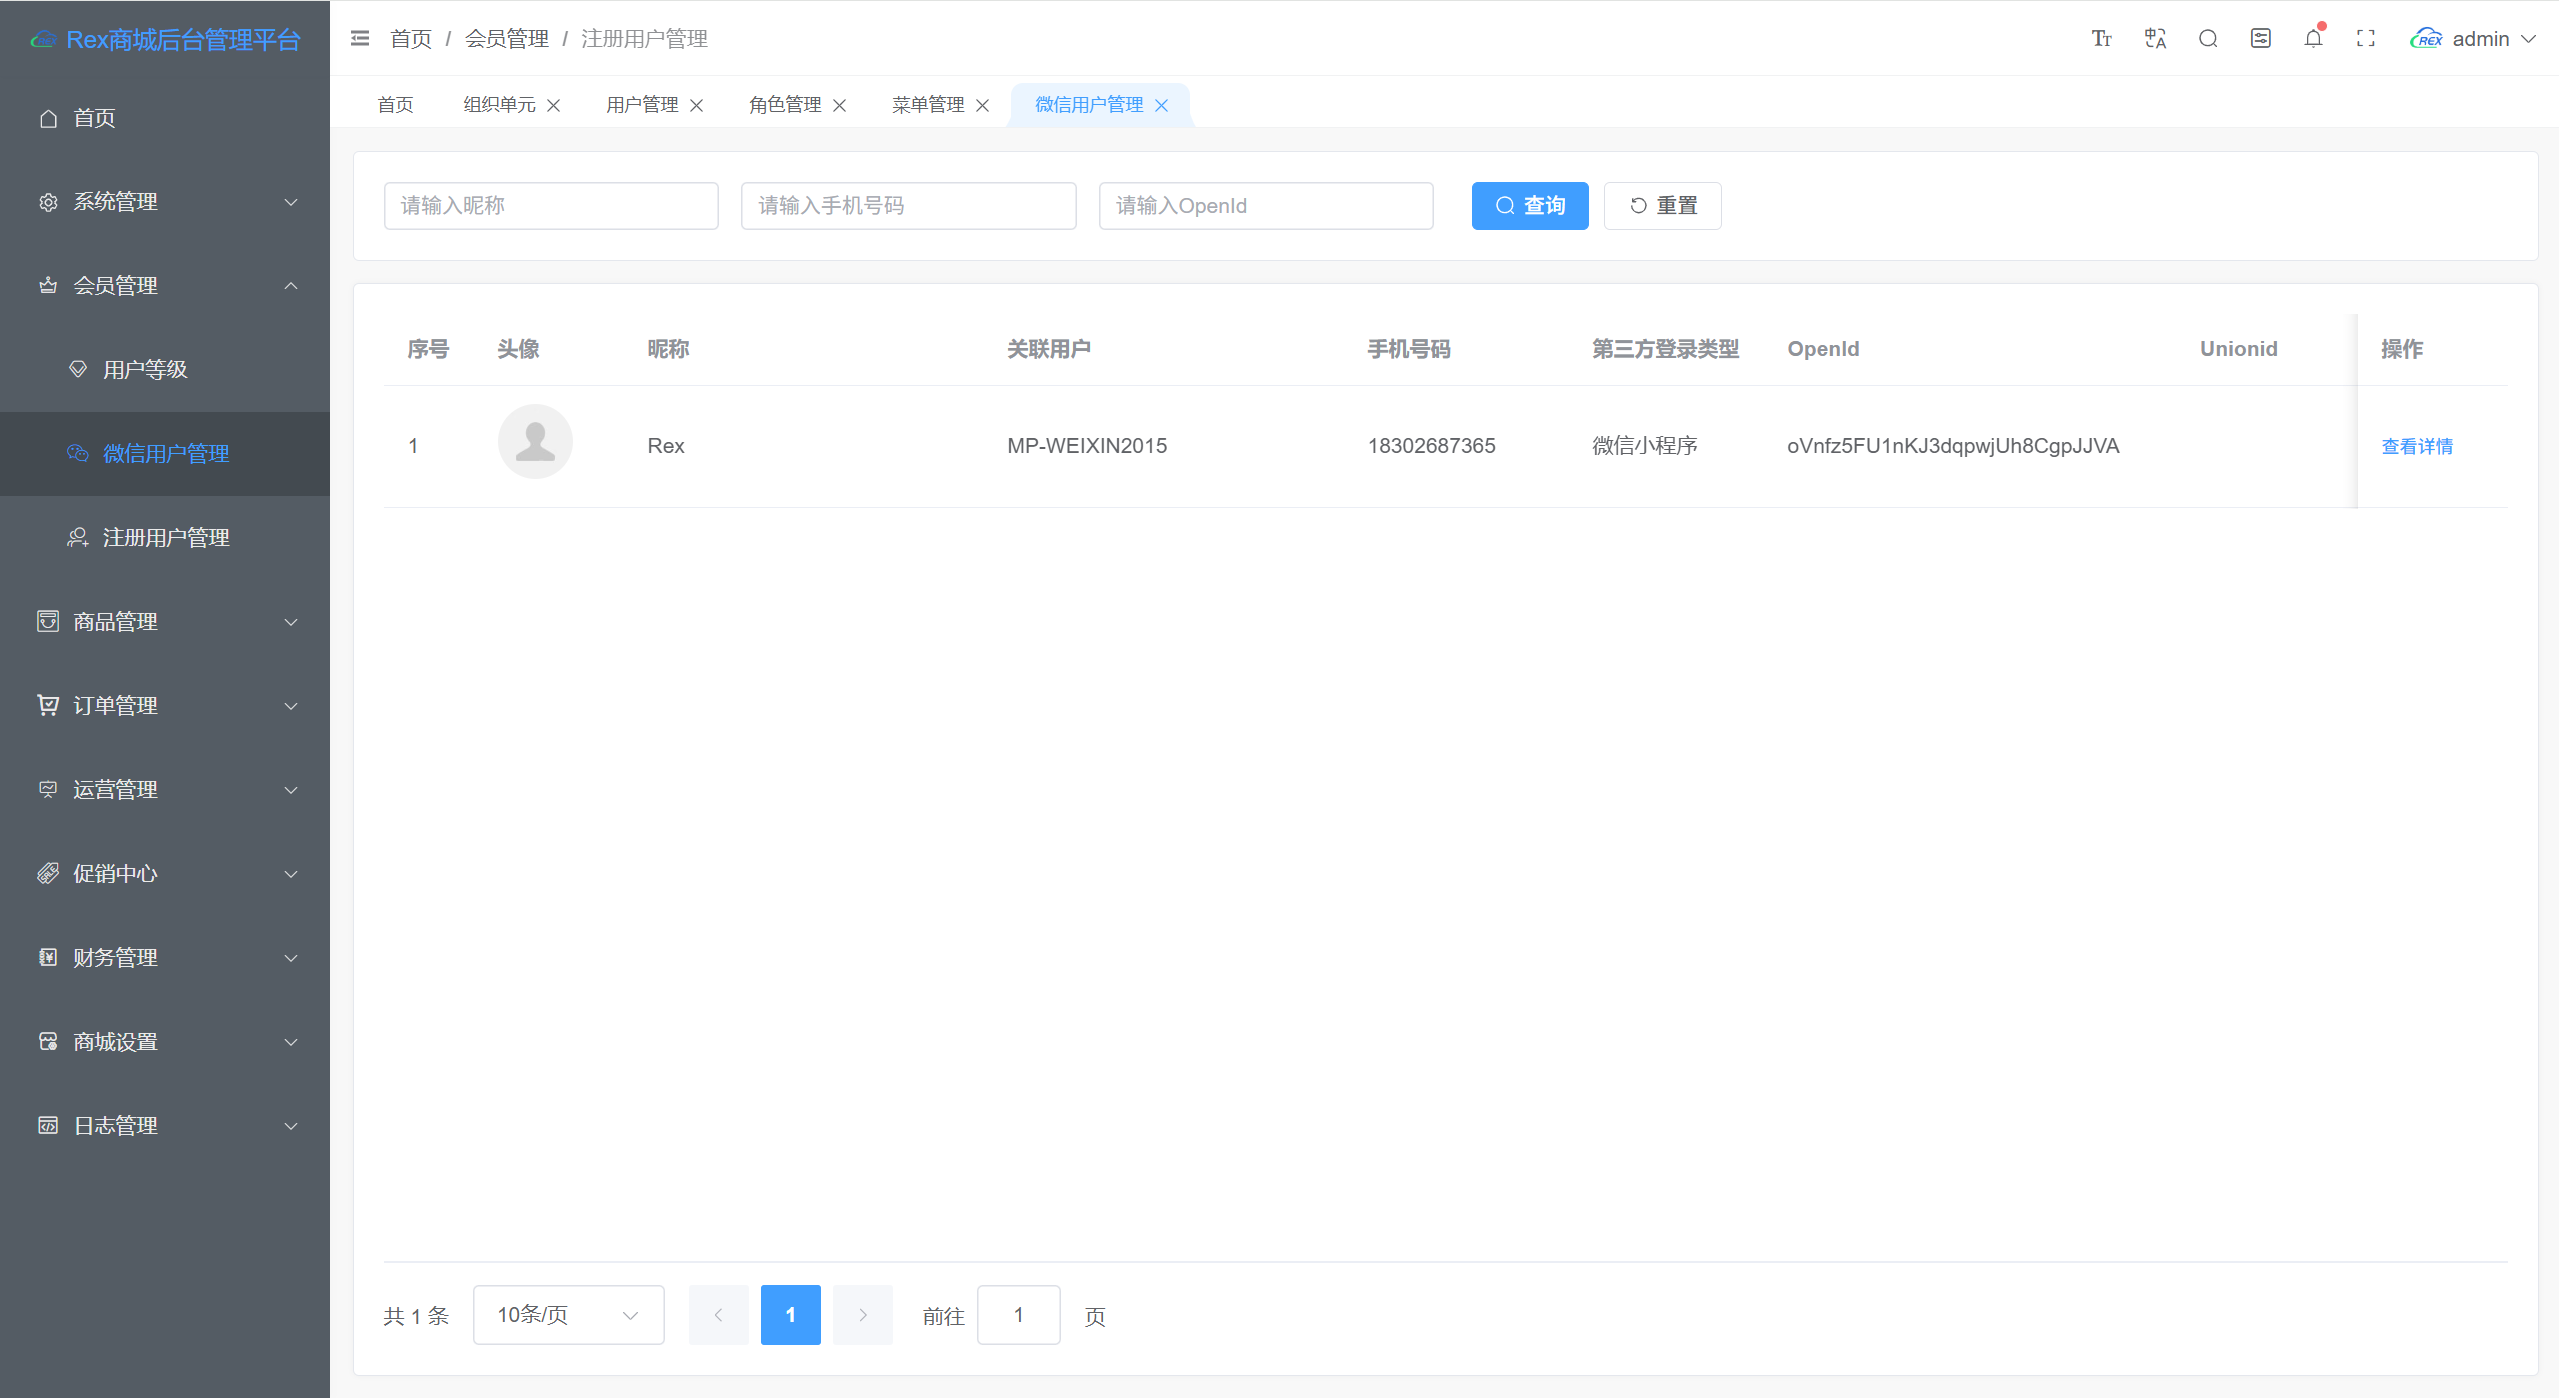 Rex商城后台管理平台
首页
系统管理
会员管理
用户等级
微信用户管理
注册用户管理
商品管理
订单管理
运营管理
促销中心
财务管理
商城设置
日志管理
首页 / 会员管理 / 注册用户管理
REX admin
首页 组织单元 用户管理 角色管理 菜单管理 微信用户管理
请输入昵称 请输入手机号码 请输入OpenId 查询 重置
序号 头像 昵称 关联用户 手机号码 第三方登录类型 OpenId Unionid 操作
1 Rex MP-WEIXIN2015 18302687365 微信小程序 oVnfz5FU1nKJ3dqpwjUh8CgpJJVA 查看详情
共 1 条 10条/页 1 前往 1 页